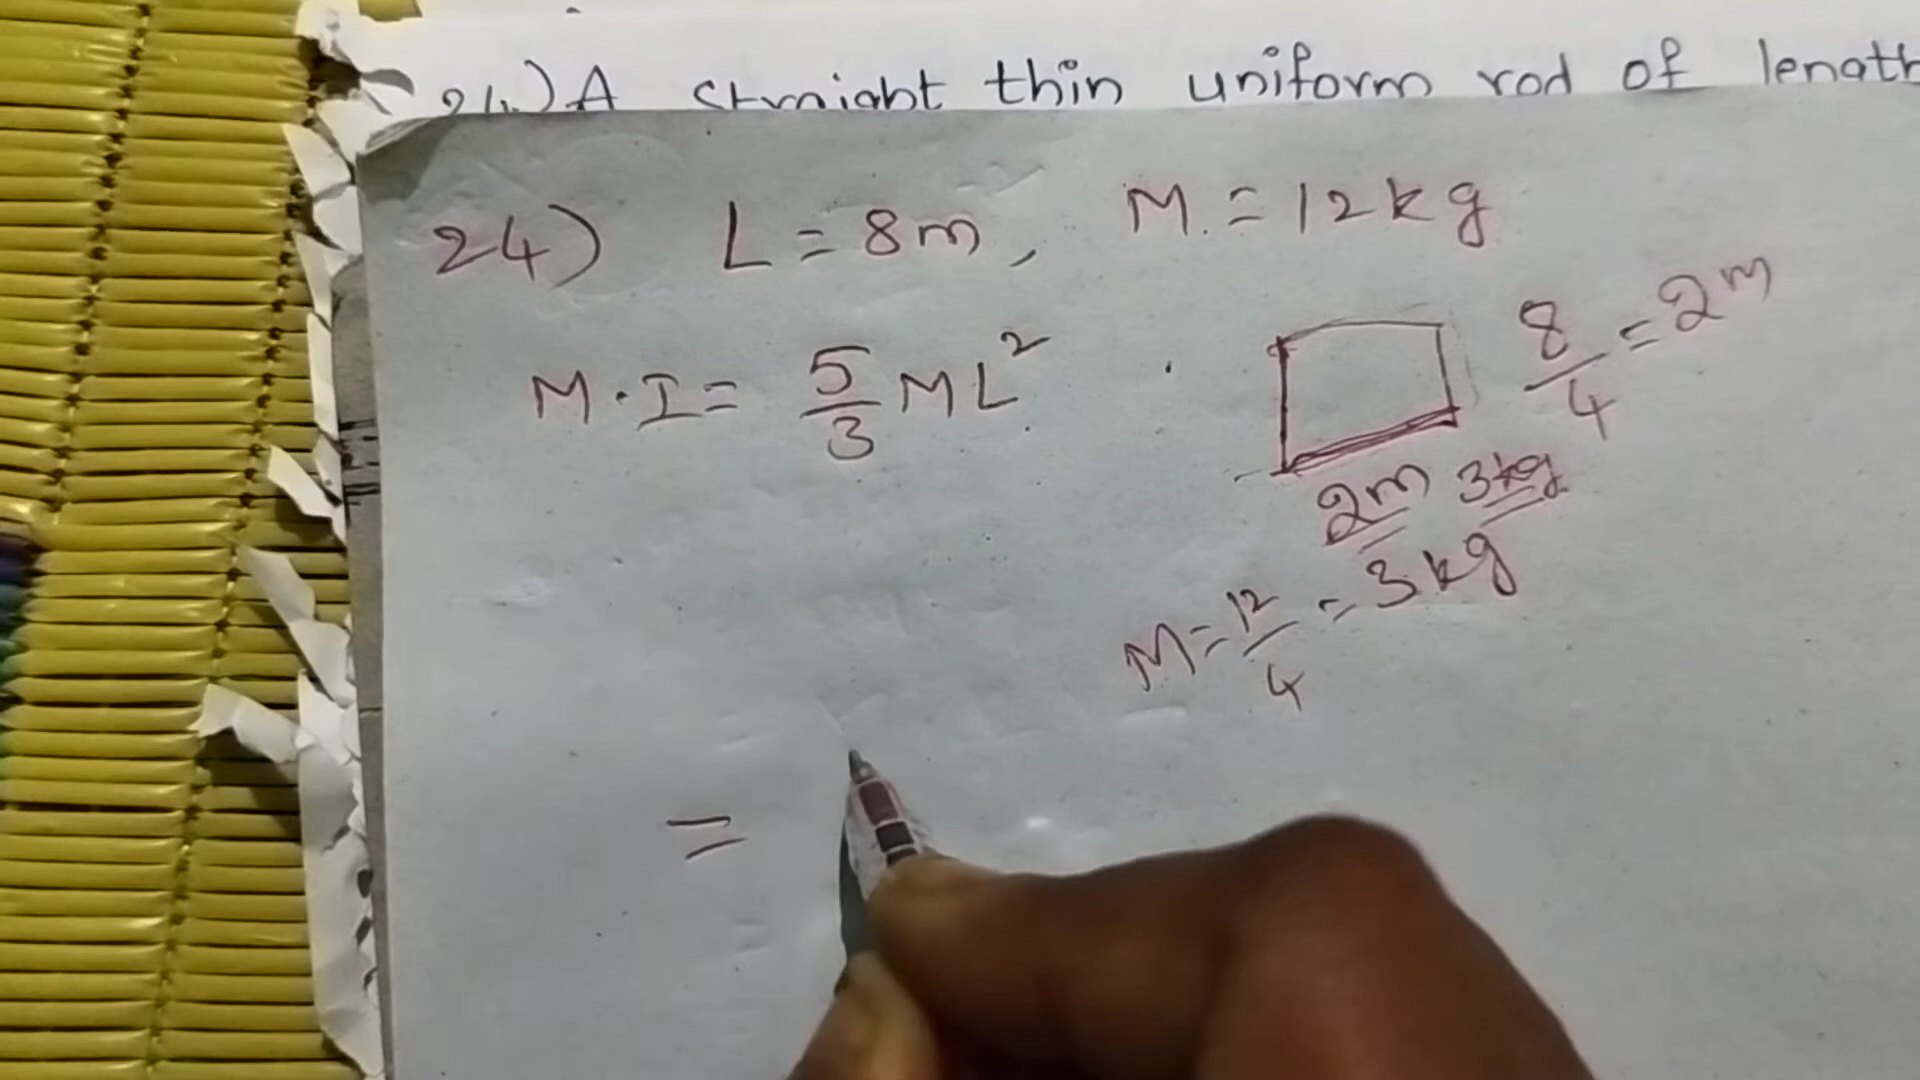 24) A straight thin uniform rod of length
24) L = 8m, M = 12kg
M.I = 5/3 ML²
8/4 = 2m
2m 3kg
M = 12/4 = 3kg
=